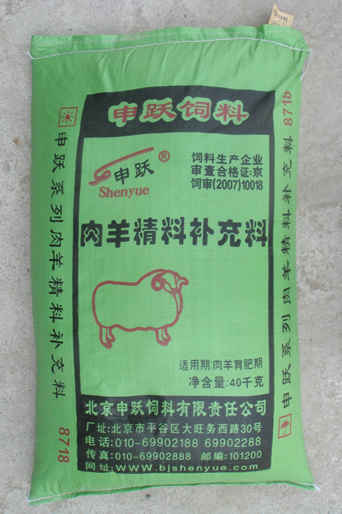 申跃饲料
申跃®
Shenyue
饲料生产企业
审查合格证:京
饲审(2007)10018
肉羊精料补充料
适用期:肉羊育肥期
净含量:40千克
北京申跃饲料有限责任公司
厂址:北京市平谷区大旺务西路30号
电话:010-69902188 69902288
传真:010-69966899 邮编:101200
网址:www.bjshenyue.com
申跃系列肉羊精料补充料 8718
申跃系列肉羊精料补充料 8718